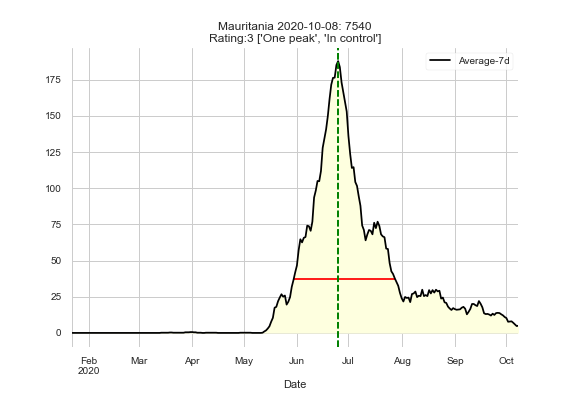 Mauritania 2020-10-08: 7540
Rating:3 ['One peak', 'In control']
Average-7d
175
150
125
100
75
50
25
0
Feb Mar Apr May Jun Jul Aug Sep Oct
2020
Date